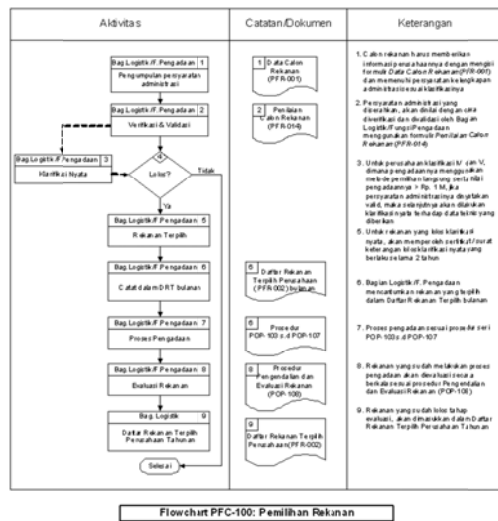 Aktivitas
Catatan/Dokumen
Keterangan
Bag Logistik /F. Pengadaan 1
Pengumpulan persyaratan
administrasi
Bag Logistik /F. Pengadaan 2
Verifikasi & Validasi
Bag. Logistik /F. Pengadaan 3
Klarifikasi Nyata
4
Lolos?
Tidak
Ya
Bag. Logistik/F Pengadaan 5
Rekanan Terpilih
Bag. Logistik/F Pengadaan 6
Catat dalam DRT bulanan
Bag. Logistik/F Pengadaan 7
Proses Pengadaan
Bag. Logistik/F Pengadaan 8
Evaluasi Rekanan
Bag. Logistik 9
Daftar Rekanan Terpilih
Perusahaan Tahunan
Selesai
1 Data Calon
Rekanan
(PFR-001)
2 Penilaian
Calon Rekanan
(PFR-014)
6
Daftar Rekanan
Terpilih Perusahaan
(PFR-002) bulanan
6 Prosedur
POP-103 s.d POP-107
8 Prosedur
Pengendalian dan
Evaluasi Rekanan
(POP-108)
9
Daftar Rekanan Terpilih
Perusahaan (PFR-002)
1. Calon rekanan harus memberikan
informasi perusahaannya dengan mengisi
formulir Data Calon Rekanan (PFR-001)
dan memenuhi persyaratan kelengkapan
administrasi sesuai klasifikasinya
2. Persyaratan administrasi yang
diserahkan, akan dinilai dengan cara
diverifikasi dan divalidasi oleh Bagian
Logistik/Fungsi Pengadaan
menggunakan formulir Penilaian Calon
Rekanan (PFR-014)
3. Untuk perusahaan klasifikasi IV dan V,
dimana pengadaannya menggunakan
metode pemilihan langsung serta nilai
pengadaannya > Rp. 1 M, jika
persyaratan administrasinya dinyatakan
valid, maka selanjutnya akan dilakukan
klarifikasi nyata terhadap data teknis yang
diberikan
5. Untuk rekanan yang lolos klarifikasi
nyata, akan memperoleh sertifikat/surat
keterangan lolos klarifikasi nyata yang
berlaku selama 2 tahun
6. Bagian Logistik/F. Pengadaan
mencantumkan rekanan yang terpilih
dalam Daftar Rekanan Terpilih bulanan
7. Proses pengadaan sesuai prosedur seri
POP-103 s.d POP-107
8. Rekanan yang sudah melakukan proses
pengadaan akan dievaluasi secara
berkala sesuai prosedur Pengendalian
dan Evaluasi Rekanan (POP-108)
9. Rekanan yang sudah lolos tahap
evaluasi, akan dimasukkan dalam Daftar
Rekanan Terpilih Perusahaan Tahunan
Flowchart PFC-100: Pemilihan Rekanan